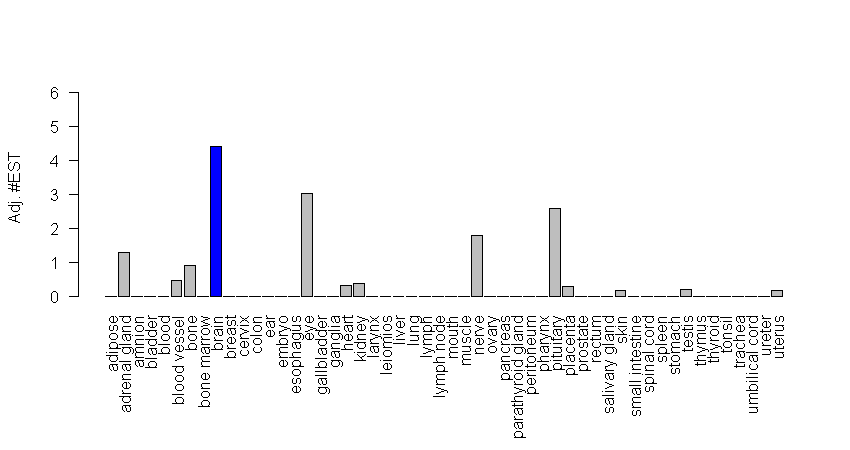 Adj. #EST
6
5
4
3
2
1
0
adipose
adrenal gland
amnion
bladder
blood
blood vessel
bone
bone marrow
brain
breast
cervix
colon
ear
embryo
esophagus
eye
gallbladder
ganglia
heart
kidney
larynx
leiomios
liver
lung
lymph
lymph node
mouth
muscle
nerve
ovary
pancreas
parathyroid gland
peritoneum
pharynx
pituitary
placenta
prostate
rectum
salivary gland
skin
small intestine
spinal cord
spleen
stomach
testis
thymus
thyroid
tonsil
trachea
umbilical cord
ureter
uterus